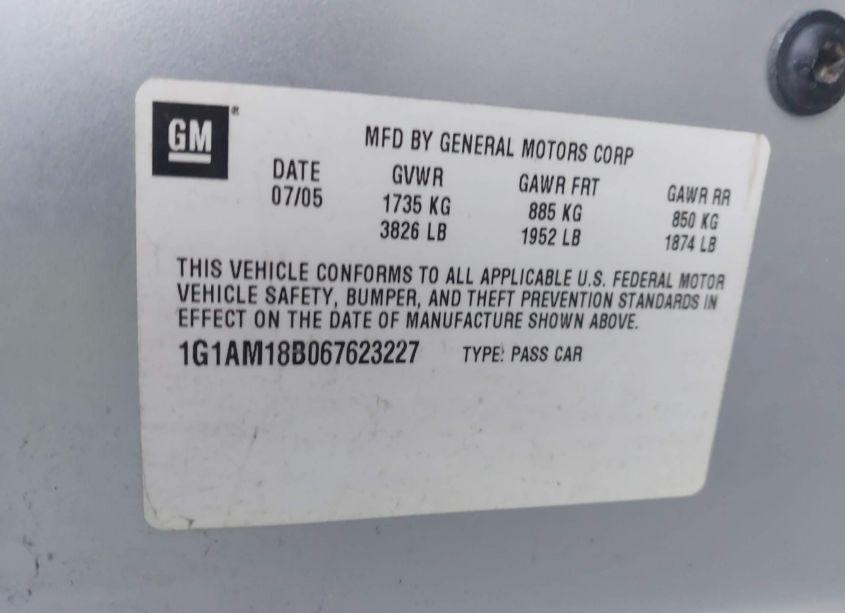 GM®
MFD BY GENERAL MOTORS CORP
DATE GVWR GAWR FRT GAWR RR
07/05 1735 KG 885 KG 850 KG
3826 LB 1952 LB 1874 LB
THIS VEHICLE CONFORMS TO ALL APPLICABLE U.S. FEDERAL MOTOR
VEHICLE SAFETY, BUMPER, AND THEFT PREVENTION STANDARDS IN
EFFECT ON THE DATE OF MANUFACTURE SHOWN ABOVE.
1G1AM18B067623227 TYPE: PASS CAR